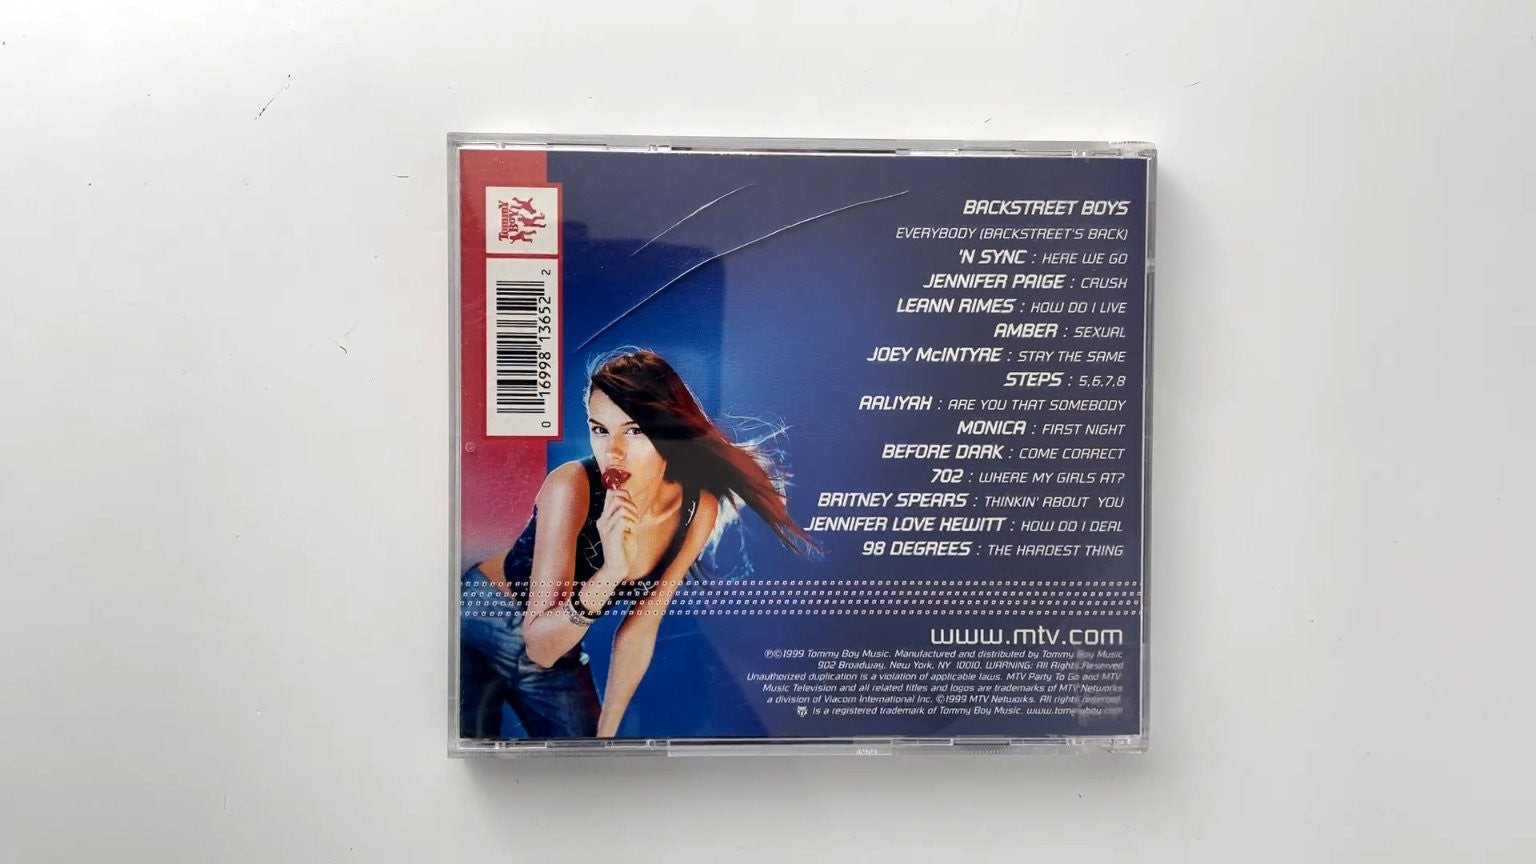 Tommy
BOY
0 16998 13652 2
BACKSTREET BOYS
EVERYBODY (BACKSTREET'S BACK)
'N SYNC : HERE WE GO
JENNIFER PAIGE : CRUSH
LEANN RIMES : HOW DO I LIVE
AMBER : SEXUAL
JOEY McINTYRE : STAY THE SAME
STEPS : 5,6,7,8
AALIYAH : ARE YOU THAT SOMEBODY
MONICA : FIRST NIGHT
BEFORE DARK : COME CORRECT
702 : WHERE MY GIRLS AT?
BRITNEY SPEARS : THINKIN' ABOUT YOU
JENNIFER LOVE HEWITT : HOW DO I DEAL
98 DEGREES : THE HARDEST THING
www.mtv.com
℗©1999 Tommy Boy Music. Manufactured and distributed by Tommy Boy Music
902 Broadway, New York, NY 10010. WARNING: All Rights Reserved
Unauthorized duplication is a violation of applicable laws. MTV Party To Go and MTV:
Music Television and all related titles and logos are trademarks of MTV Networks
a division of Viacom International Inc. ©1999 MTV Networks. All rights reserved.
is a registered trademark of Tommy Boy Music. www.tommyboy.com